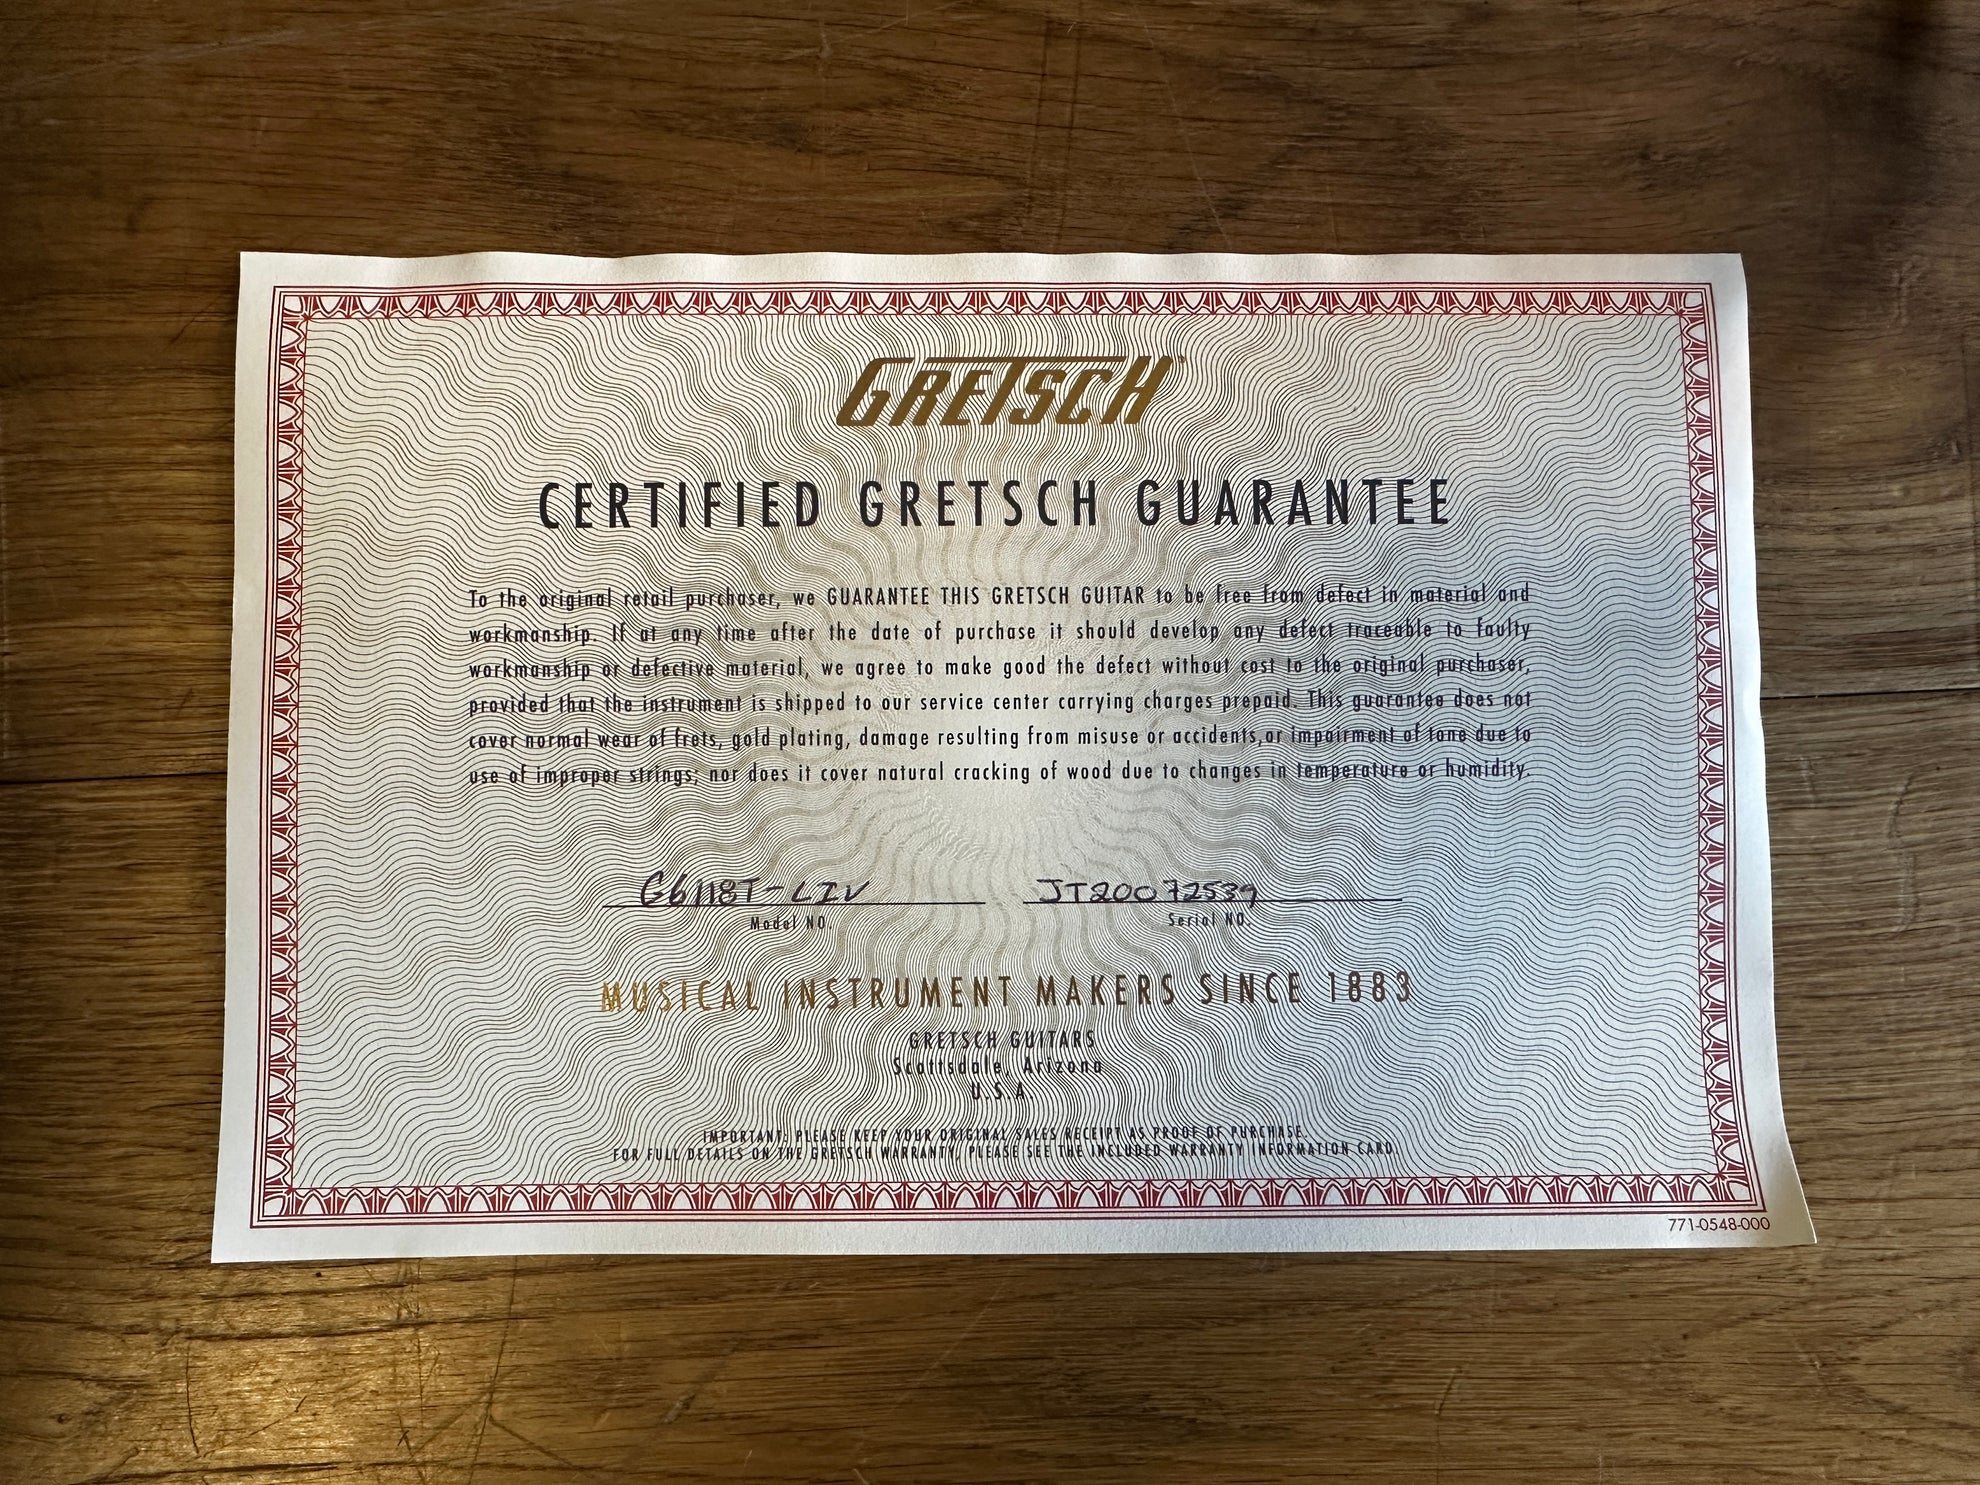 GRETSCH
CERTIFIED GRETSCH GUARANTEE
To the original retail purchaser, we GUARANTEE THIS GRETSCH GUITAR to be free from defect in material and
workmanship. If at any time after the date of purchase it should develop any defect traceable to faulty
workmanship or defective material, we agree to make good the defect without cost to the original purchaser,
provided that the instrument is shipped to our service center carrying charges prepaid. This guarantee does not
cover normal wear of frets, gold plating, damage resulting from misuse or accidents,or impairment of tone due to
use of improper strings; nor does it cover natural cracking of wood due to changes in temperature or humidity.
G6118T-LIV JT20072539
Model NO. Serial NO.
MUSICAL INSTRUMENT MAKERS SINCE 1883
GRETSCH GUITARS
Scottsdale, Arizona
U.S.A.
IMPORTANT: PLEASE KEEP YOUR ORIGINAL SALES RECEIPT AS PROOF OF PURCHASE.
FOR FULL DETAILS ON THE GRETSCH WARRANTY, PLEASE SEE THE INCLUDED WARRANTY INFORMATION CARD.
771-0548-000